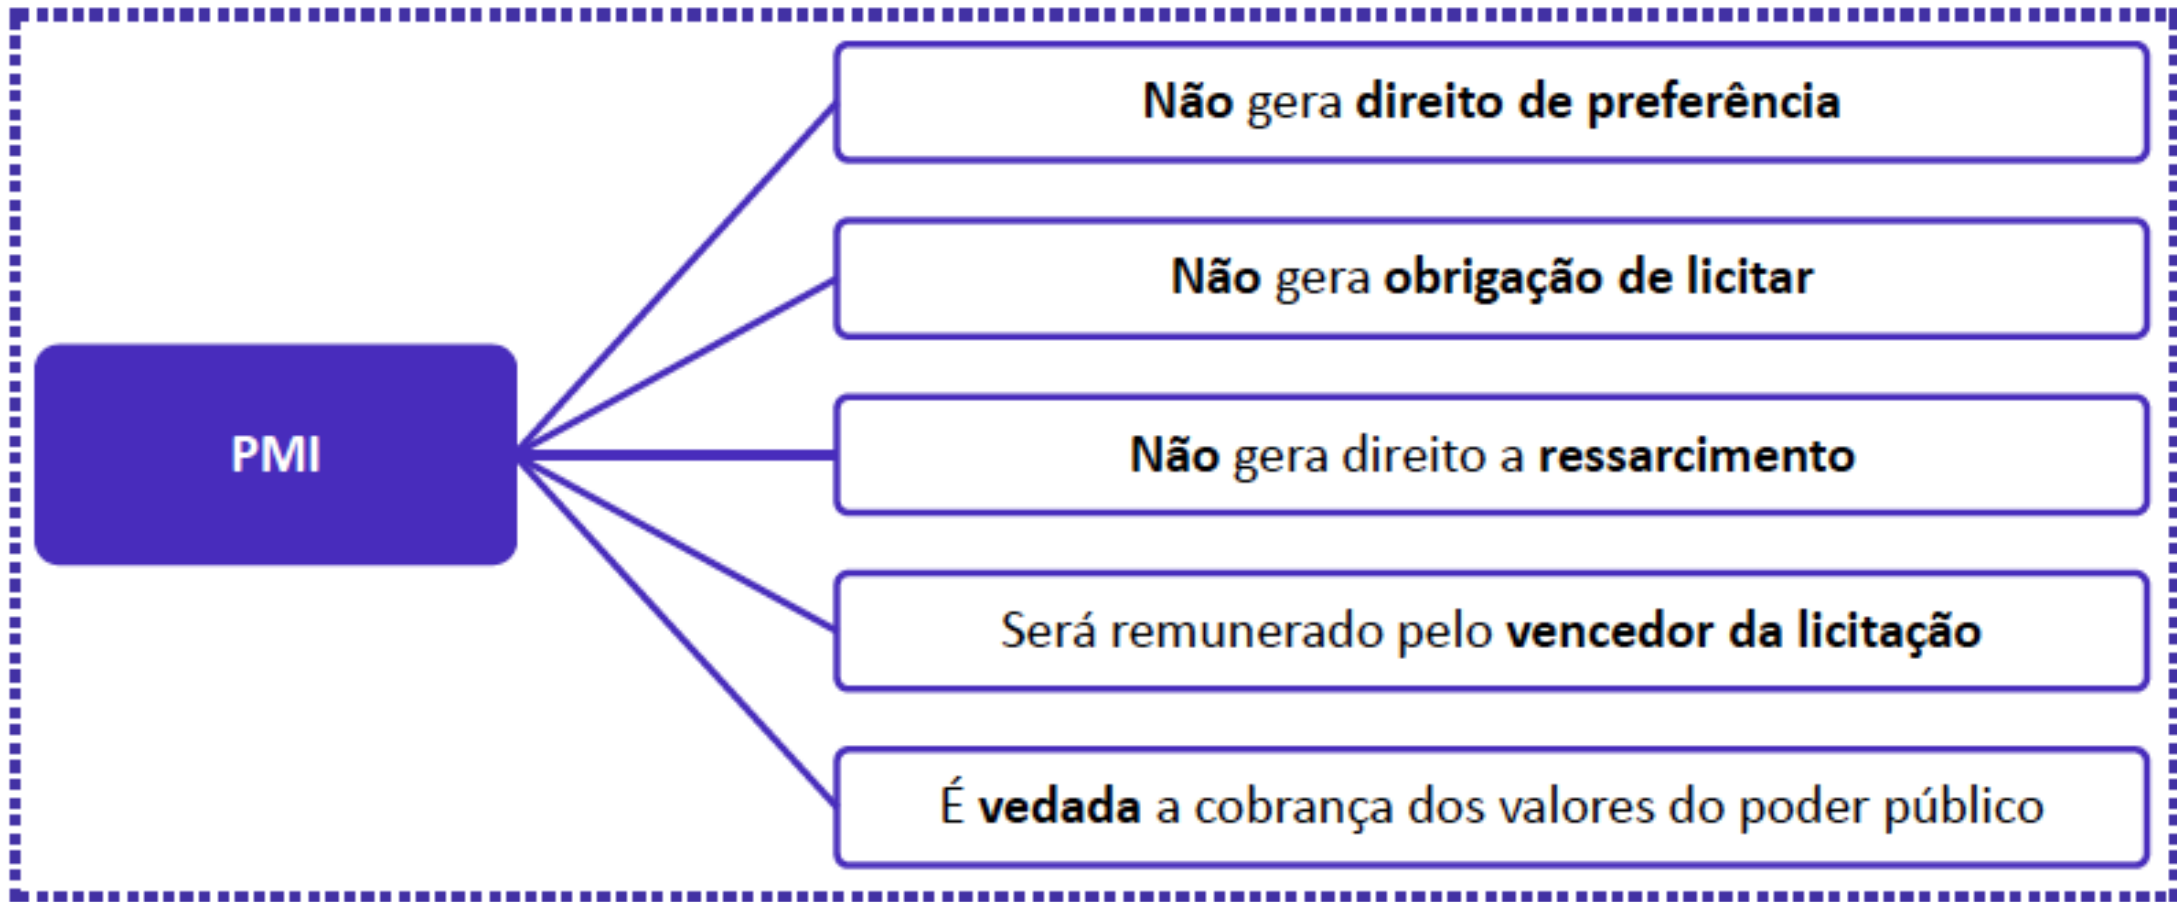 PMI
Não gera direito de preferência
Não gera obrigação de licitar
Não gera direito a ressarcimento
Será remunerado pelo vencedor da licitação
É vedada a cobrança dos valores do poder público